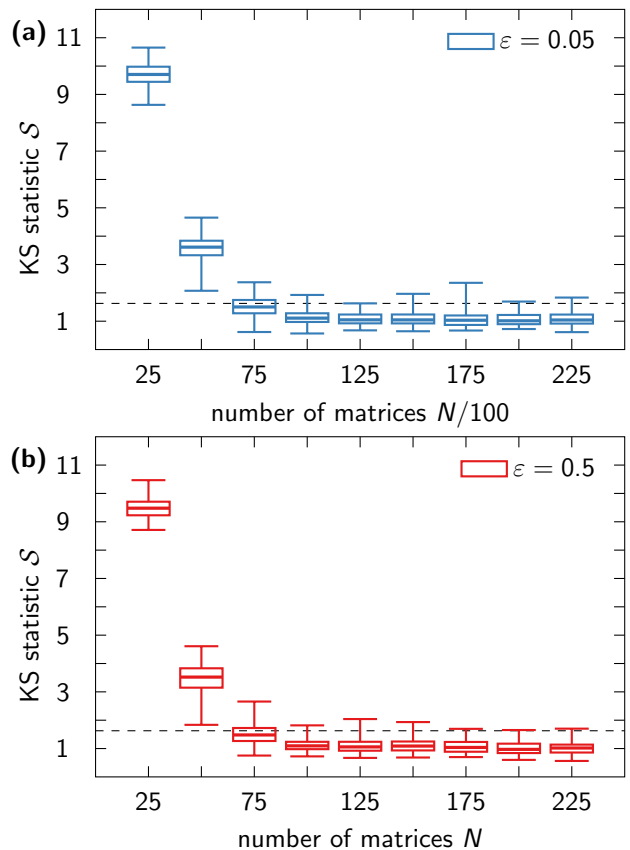 (a)
11
9
7
5
3
1
KS statistic 𝒮
ε = 0.05
25 75 125 175 225
number of matrices N/100
(b)
11
9
7
5
3
1
KS statistic 𝒮
ε = 0.5
25 75 125 175 225
number of matrices N